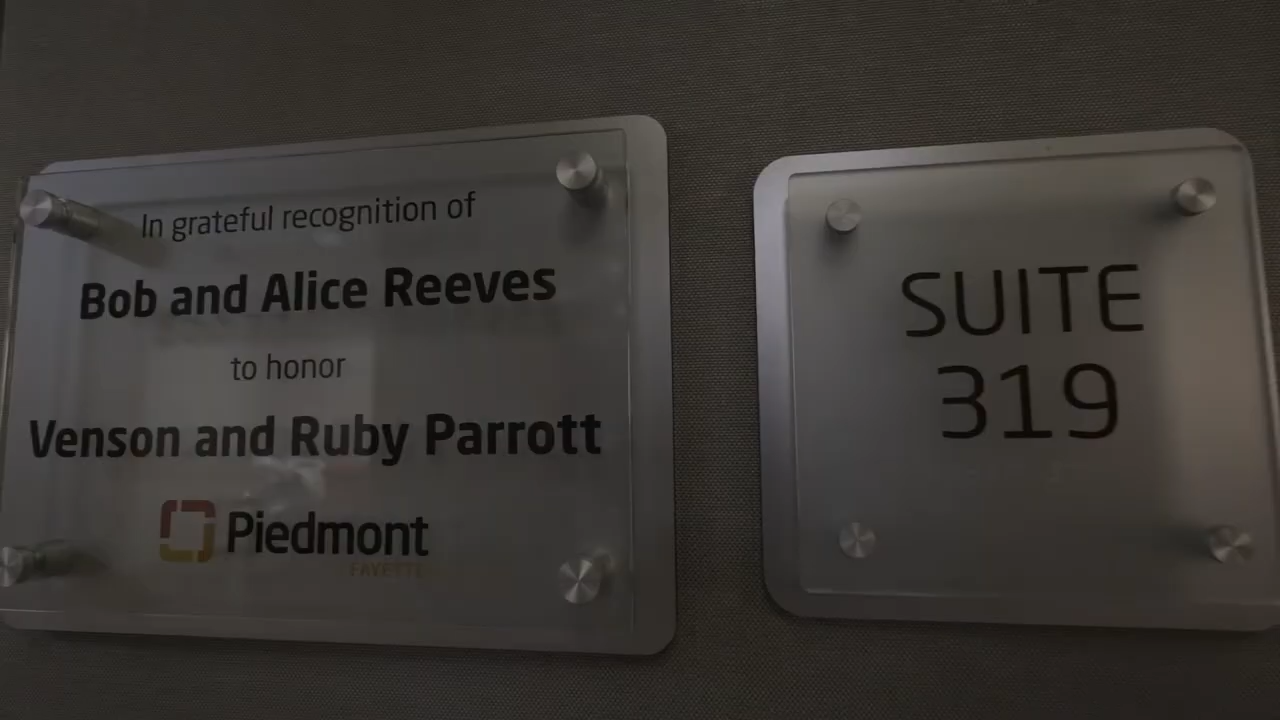 In grateful recognition of
Bob and Alice Reeves
to honor
Venson and Ruby Parrott
Piedmont
SUITE
319